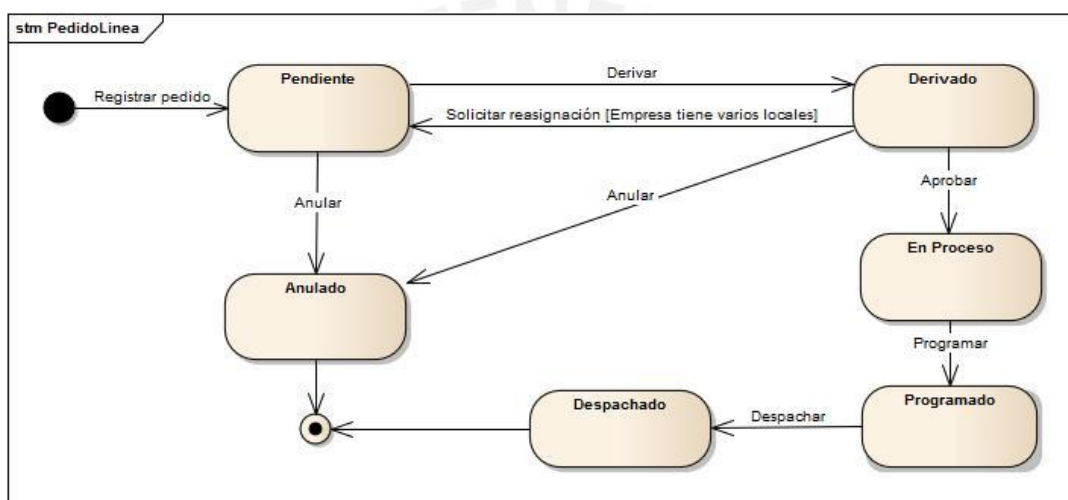 stm PedidoLinea
Pendiente
Derivar
Derivado
Registrar pedido
Solicitar reasignación [Empresa tiene varios locales]
Anular
Anular
Aprobar
En Proceso
Anulado
Programar
Despachado
Despachar
Programado